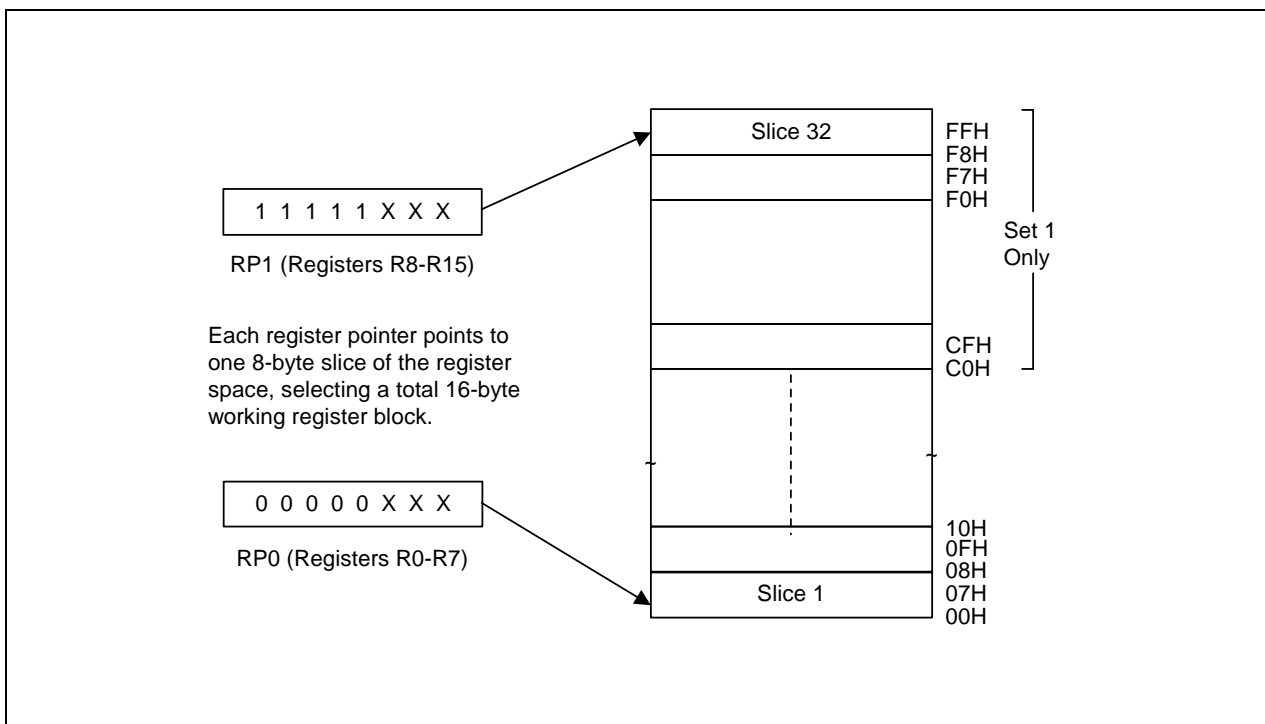 Slice 32
FFH
F8H
F7H
F0H
1 1 1 1 1 X X X
RP1 (Registers R8-R15)
Set 1
Only
Each register pointer points to
one 8-byte slice of the register
space, selecting a total 16-byte
working register block.
CFH
C0H
~
~
0 0 0 0 0 X X X
RP0 (Registers R0-R7)
10H
0FH
08H
07H
00H
Slice 1